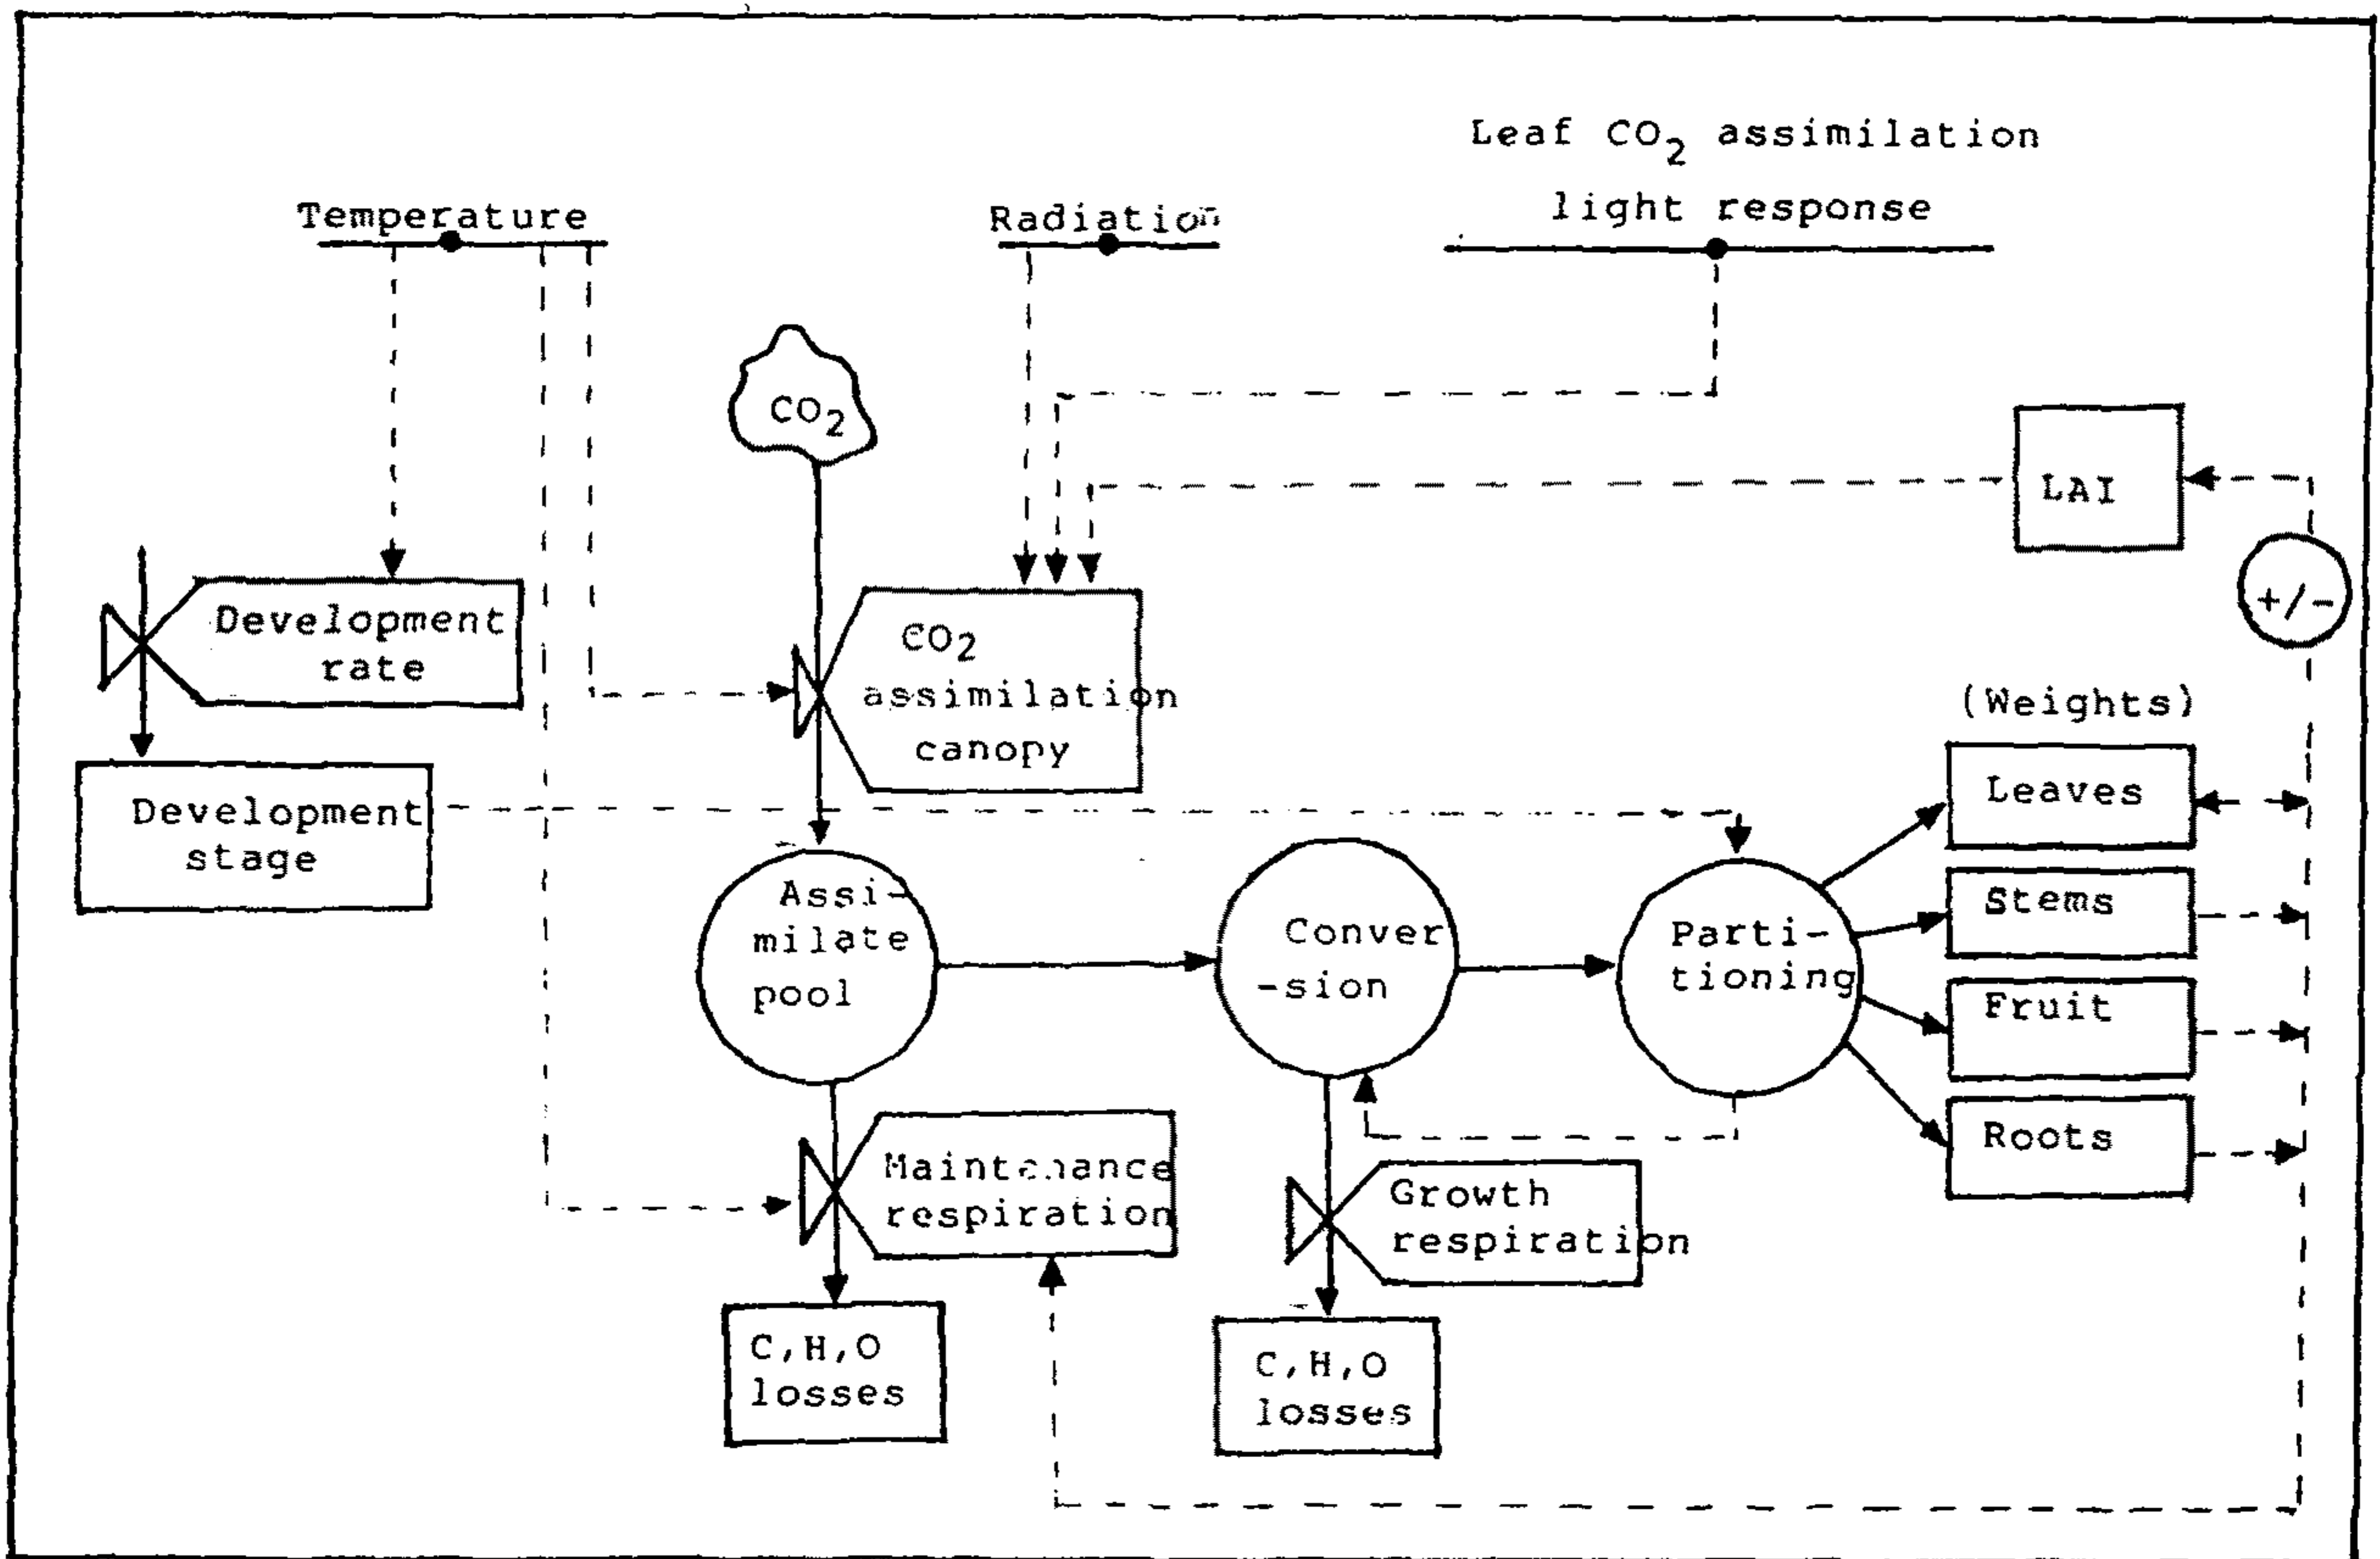 Leaf CO2 assimilation
light response
Temperature
Radiation
CO2
LAI
+/-
Development
rate
CO2
assimilation
canopy
(Weights)
Leaves
Development
stage
Assi-
milate
pool
Conver
-sion
Parti-
tioning
Stems
Fruit
Roots
Maintenance
respiration
Growth
respiration
C,H,O
losses
C,H,O
losses